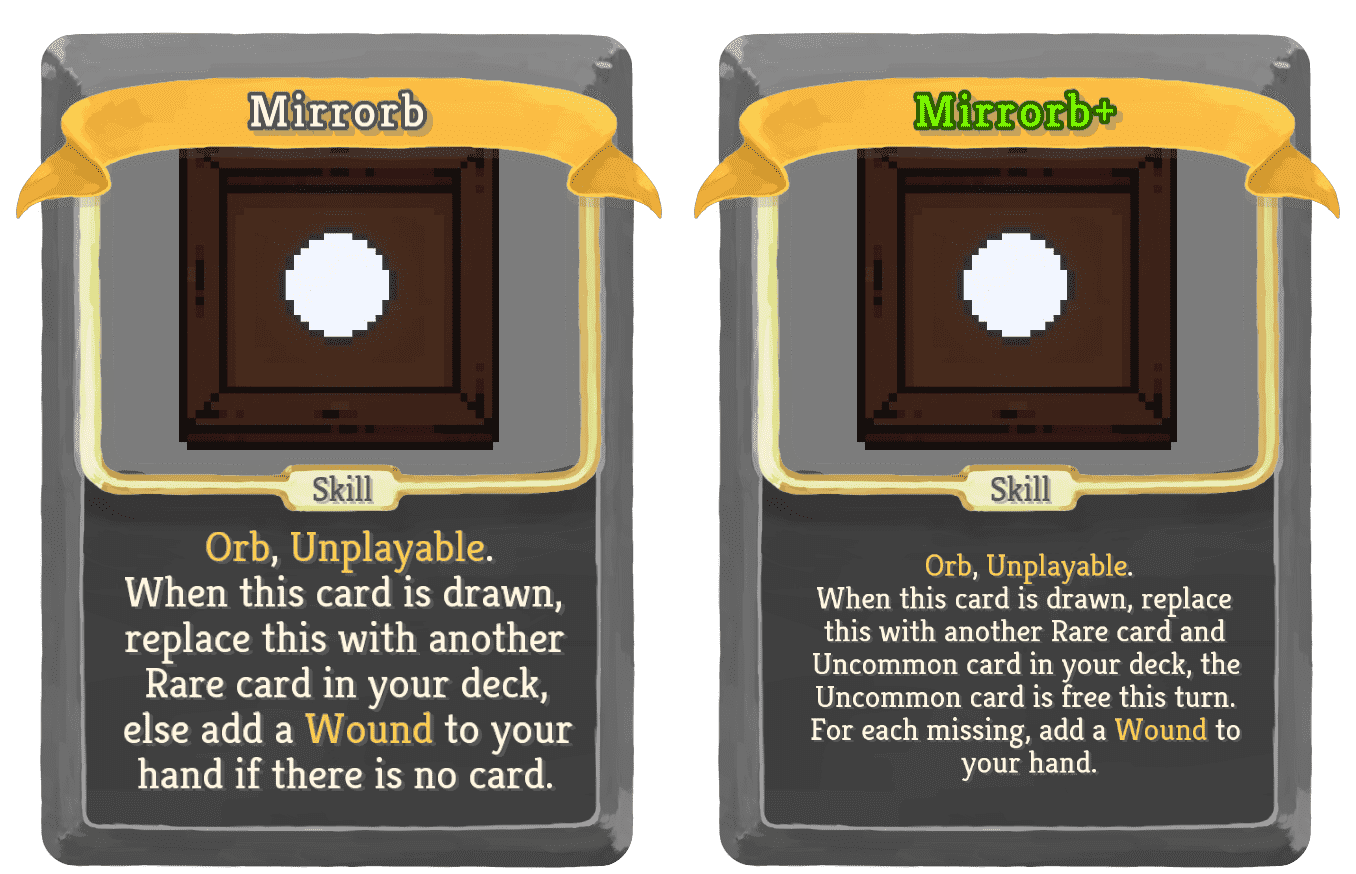 Mirrorb
Skill
Orb, Unplayable.
When this card is drawn,
replace this with another
Rare card in your deck,
else add a Wound to your
hand if there is no card.
Mirrorb+
Skill
Orb, Unplayable.
When this card is drawn, replace
this with another Rare card and
Uncommon card in your deck, the
Uncommon card is free this turn.
For each missing, add a Wound to
your hand.